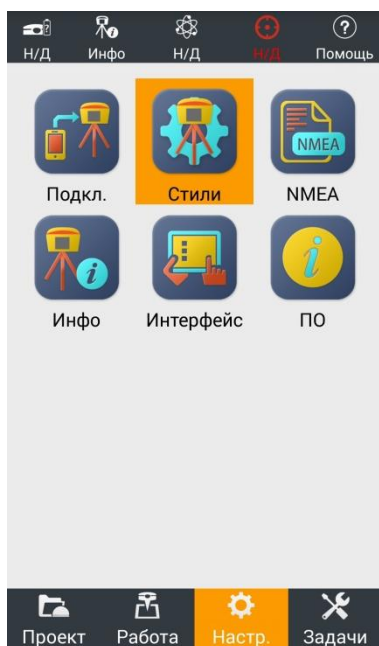 Н/Д Инфо Н/Д Н/Д Помощь
NMEA
Подкл. Стили NMEA
Инфо Интерфейс ПО
Проект Работа Настр. Задачи